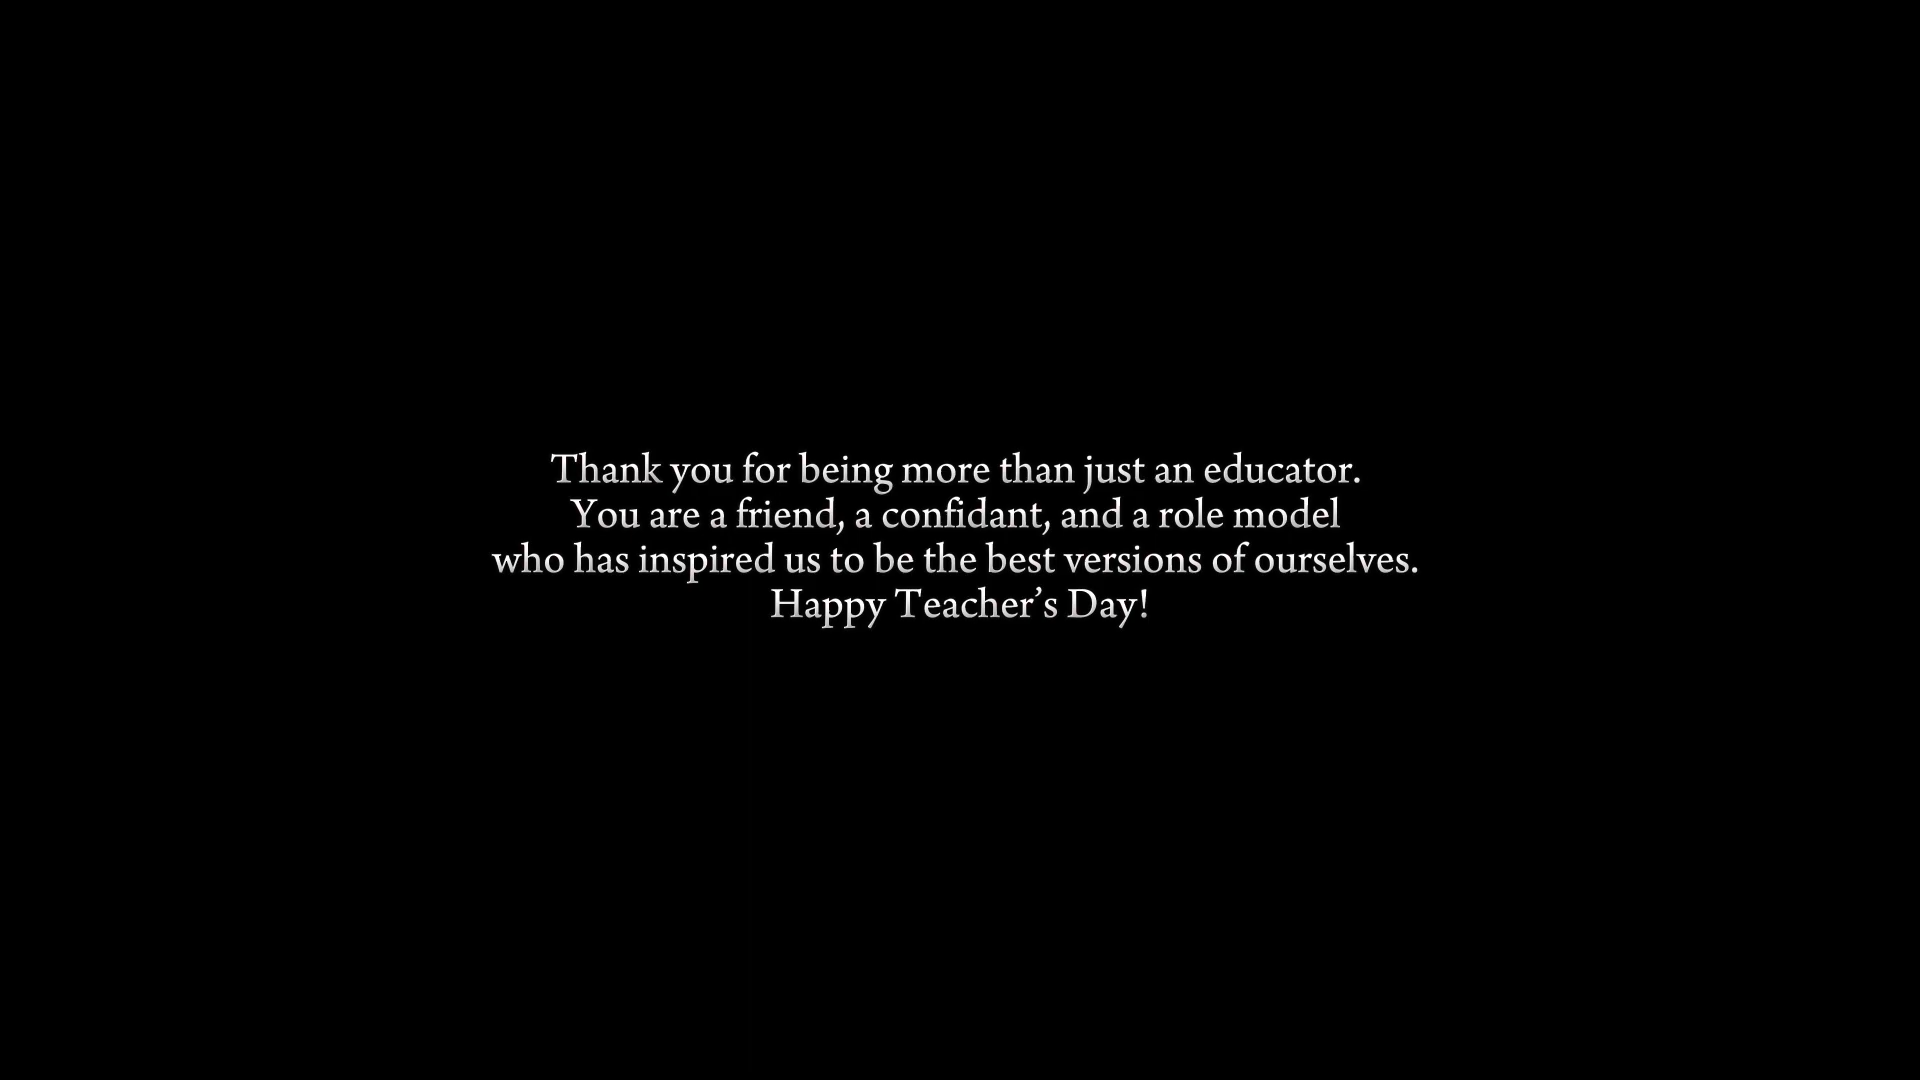 Thank you for being more than just an educator.
You are a friend, a confidant, and a role model
who has inspired us to be the best versions of ourselves.
Happy Teacher’s Day!